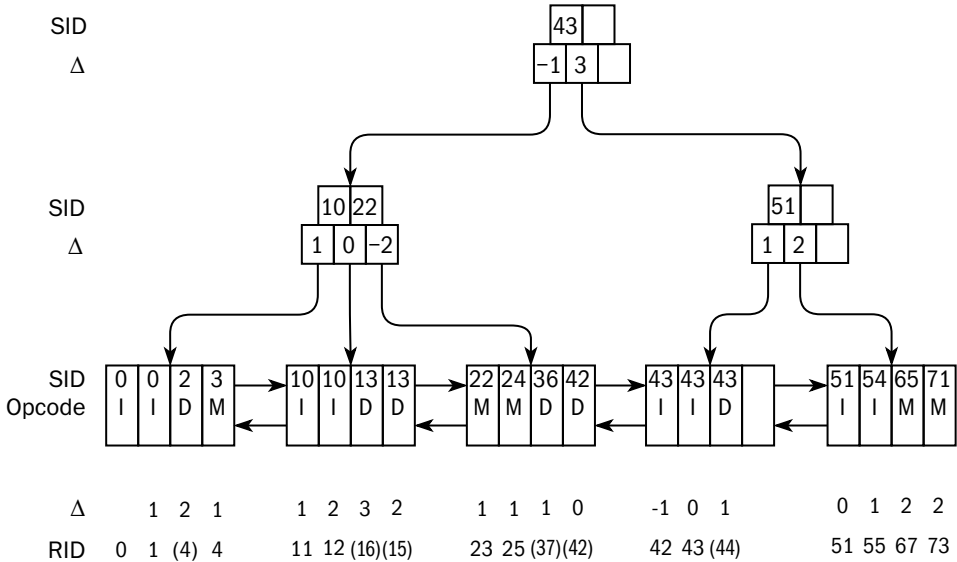 SID 43
Δ −1 3
SID 10 22 51
Δ 1 0 −2 1 2
SID 0 0 2 3 10 10 13 13 22 24 36 42 43 43 43 51 54 65 71
Opcode I I D M I I D D M M D D I I D I I M M
Δ 1 2 1 1 2 3 2 1 1 1 0 -1 0 1 0 1 2 2
RID 0 1 (4) 4 11 12 (16)(15) 23 25 (37)(42) 42 43 (44) 51 55 67 73